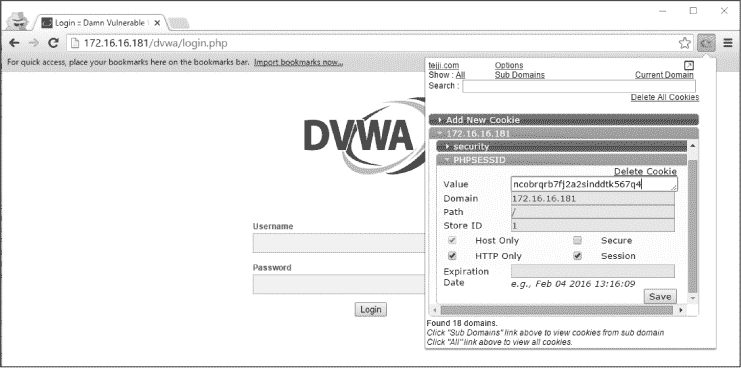 Login :: Damn Vulnerable
172.16.16.181/dvwa/login.php
For quick access, place your bookmarks here on the bookmarks bar. Import bookmarks now...
DVWA
Username
Password
Login
tejji.com Options
Show : All Sub Domains Current Domain
Search :
Delete All Cookies
Add New Cookie
172.16.16.181
security
PHPSESSID
Delete Cookie
Value ncobrqrb7fj2a2sinddtk567q4
Domain 172.16.16.181
Path /
Store ID 1
Host Only Secure
HTTP Only Session
Expiration
Date e.g., Feb 04 2016 13:16:09
Save
Found 18 domains.
Click "Sub Domains" link above to view cookies from sub domain
Click "All" link above to view all cookies.